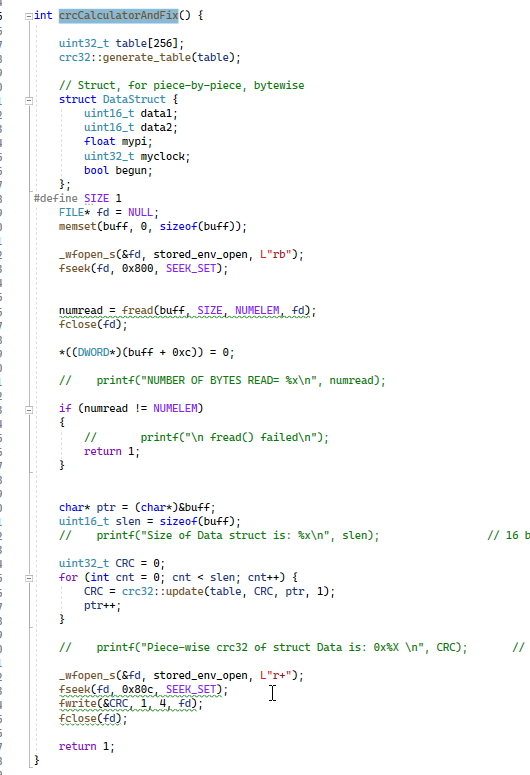 int crcCalculatorAndFix() {
uint32_t table[256];
crc32::generate_table(table);
// Struct, for piece-by-piece, bytewise
struct DataStruct {
uint16_t data1;
uint16_t data2;
float mypi;
uint32_t myclock;
bool begun;
};
#define SIZE 1
FILE* fd = NULL;
memset(buff, 0, sizeof(buff));
_wfopen_s(&fd, stored_env_open, L"rb");
fseek(fd, 0x800, SEEK_SET);
numread = fread(buff, SIZE, NUMELEM, fd);
fclose(fd);
*((DWORD*)(buff + 0xc)) = 0;
//    printf("NUMBER OF BYTES READ= %x\n", numread);
if (numread != NUMELEM)
{
//      printf("\n fread() failed\n");
return 1;
}
char* ptr = (char*)&buff;
uint16_t slen = sizeof(buff);
//    printf("Size of Data struct is: %x\n", slen);               // 16 b
uint32_t CRC = 0;
for (int cnt = 0; cnt < slen; cnt++) {
CRC = crc32::update(table, CRC, ptr, 1);
ptr++;
}
//    printf("Piece-wise crc32 of struct Data is: 0x%X \n", CRC);      //
_wfopen_s(&fd, stored_env_open, L"r+");
fseek(fd, 0x80c, SEEK_SET);
fwrite(&CRC, 1, 4, fd);
fclose(fd);
return 1;
}